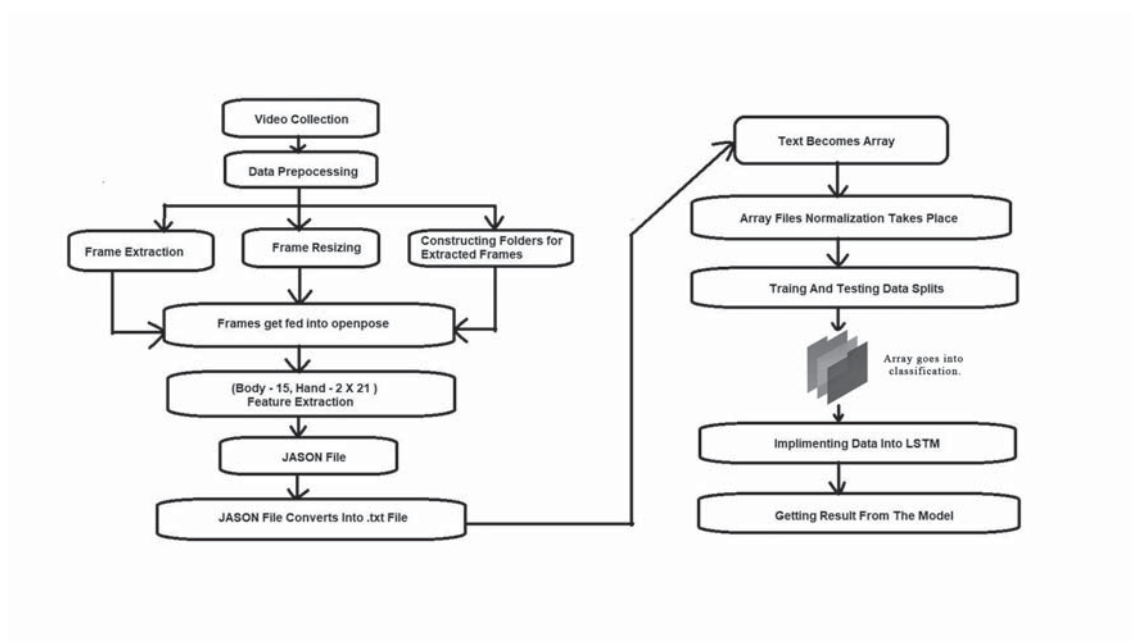 Video Collection
Data Prepocessing
Frame Extraction
Frame Resizing
Constructing Folders for
Extracted Frames
Frames get fed into openpose
(Body - 15, Hand - 2 X 21 )
Feature Extraction
JASON File
JASON File Converts Into .txt File
Text Becomes Array
Array Files Normalization Takes Place
Traing And Testing Data Splits
Array goes into
classification.
Implimenting Data Into LSTM
Getting Result From The Model